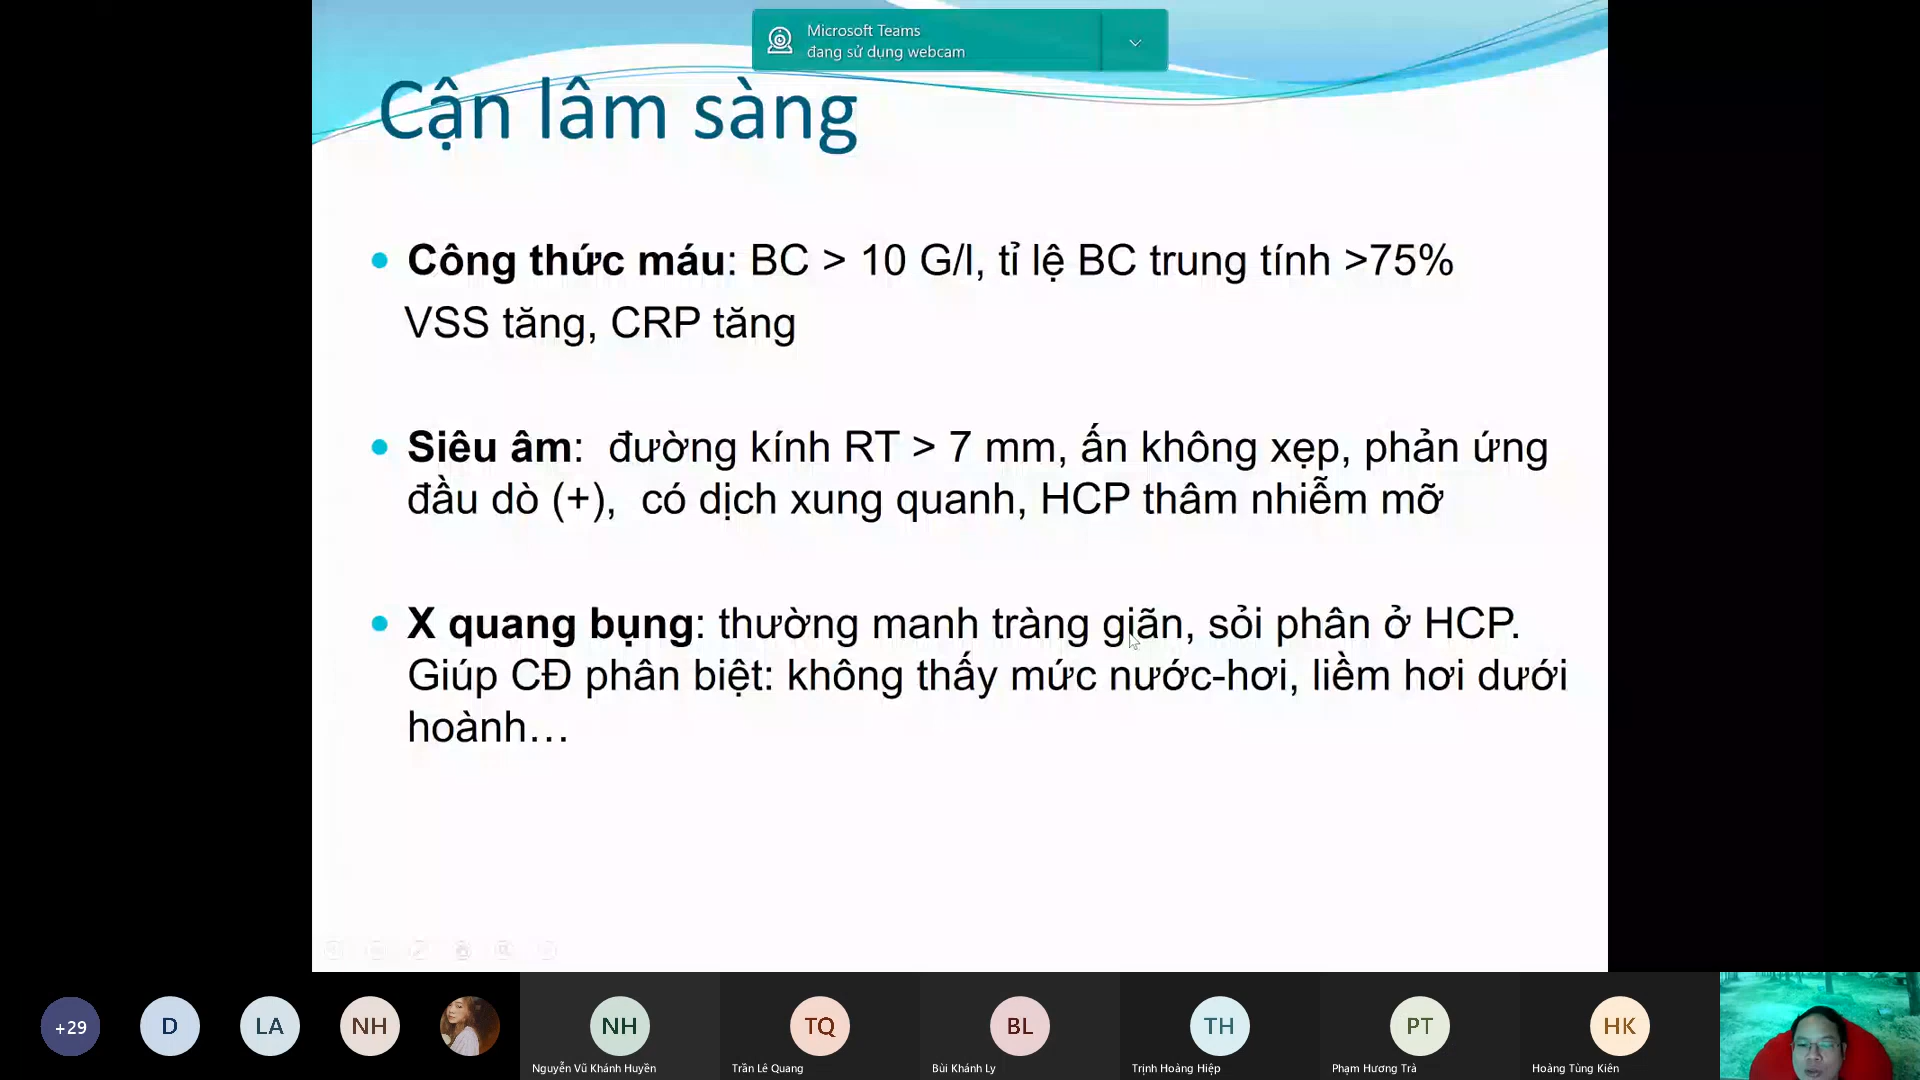 Microsoft Teams
đang sử dụng webcam
Cận lâm sàng
Công thức máu: BC > 10 G/l, tỉ lệ BC trung tính >75%
VSS tăng, CRP tăng
Siêu âm: đường kính RT > 7 mm, ấn không xẹp, phản ứng
đầu dò (+), có dịch xung quanh, HCP thâm nhiễm mỡ
X quang bụng: thường manh tràng giãn, sỏi phân ở HCP.
Giúp CĐ phân biệt: không thấy mức nước-hơi, liềm hơi dưới
hoành…
+29
D
LA
NH
NH
TQ
BL
TH
PT
HK
Nguyễn Vũ Khánh Huyền
Trần Lê Quang
Bùi Khánh Ly
Trịnh Hoàng Hiệp
Phạm Hương Trà
Hoàng Tùng Kiên